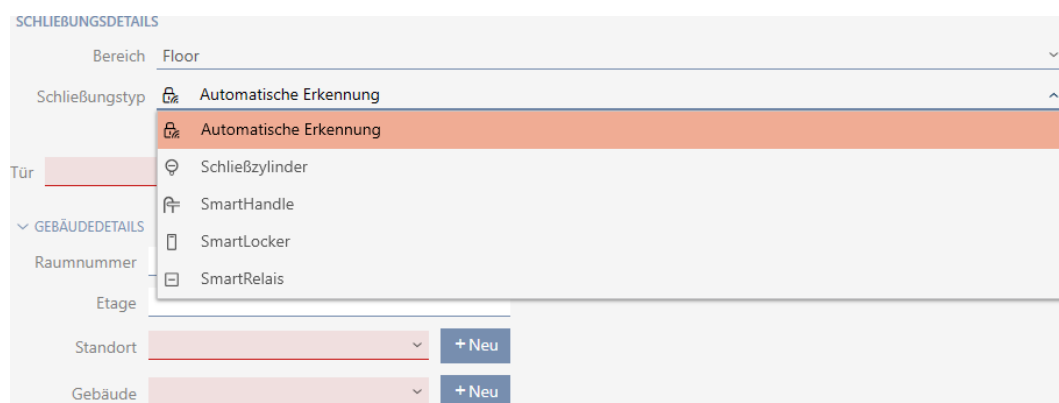 SCHLIEßUNGSDETAILS
Bereich Floor
Schließungstyp Automatische Erkennung
Automatische Erkennung
Schließzylinder
Tür
SmartHandle
GEBÄUDEDETAILS
SmartLocker
Raumnummer
SmartRelais
Etage
Standort + Neu
Gebäude + Neu